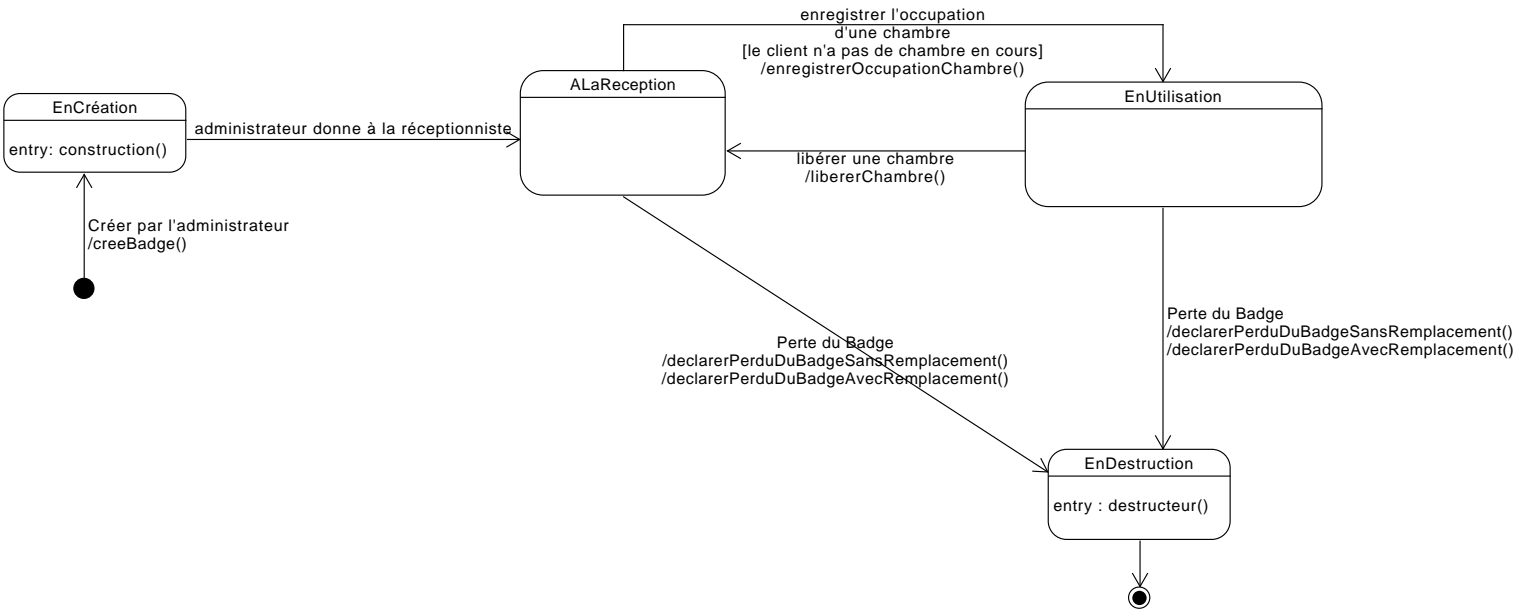 enregistrer l'occupation
d'une chambre
[le client n'a pas de chambre en cours]
/enregistrerOccupationChambre()
ALaReception
EnUtilisation
EnCréation
entry: construction()
administrateur donne à la réceptionniste
libérer une chambre
/libererChambre()
Créer par l'administrateur
/creeBadge()
Perte du Badge
/declarerPerduDuBadgeSansRemplacement()
/declarerPerduDuBadgeAvecRemplacement()
Perte du Badge
/declarerPerduDuBadgeSansRemplacement()
/declarerPerduDuBadgeAvecRemplacement()
EnDestruction
entry : destructeur()